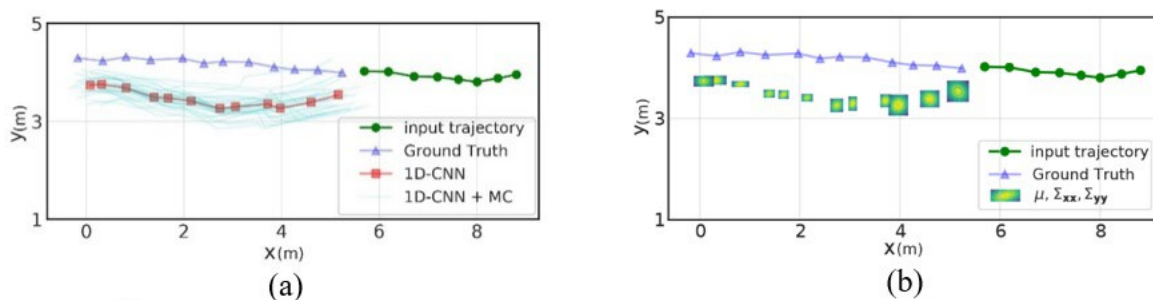 5
3
1
y(m)
0 2 4 6 8
x(m)
input trajectory
Ground Truth
1D-CNN
1D-CNN + MC
(a)
5
3
1
y(m)
0 2 4 6 8
x(m)
input trajectory
Ground Truth
μ, Σxx, Σyy
(b)